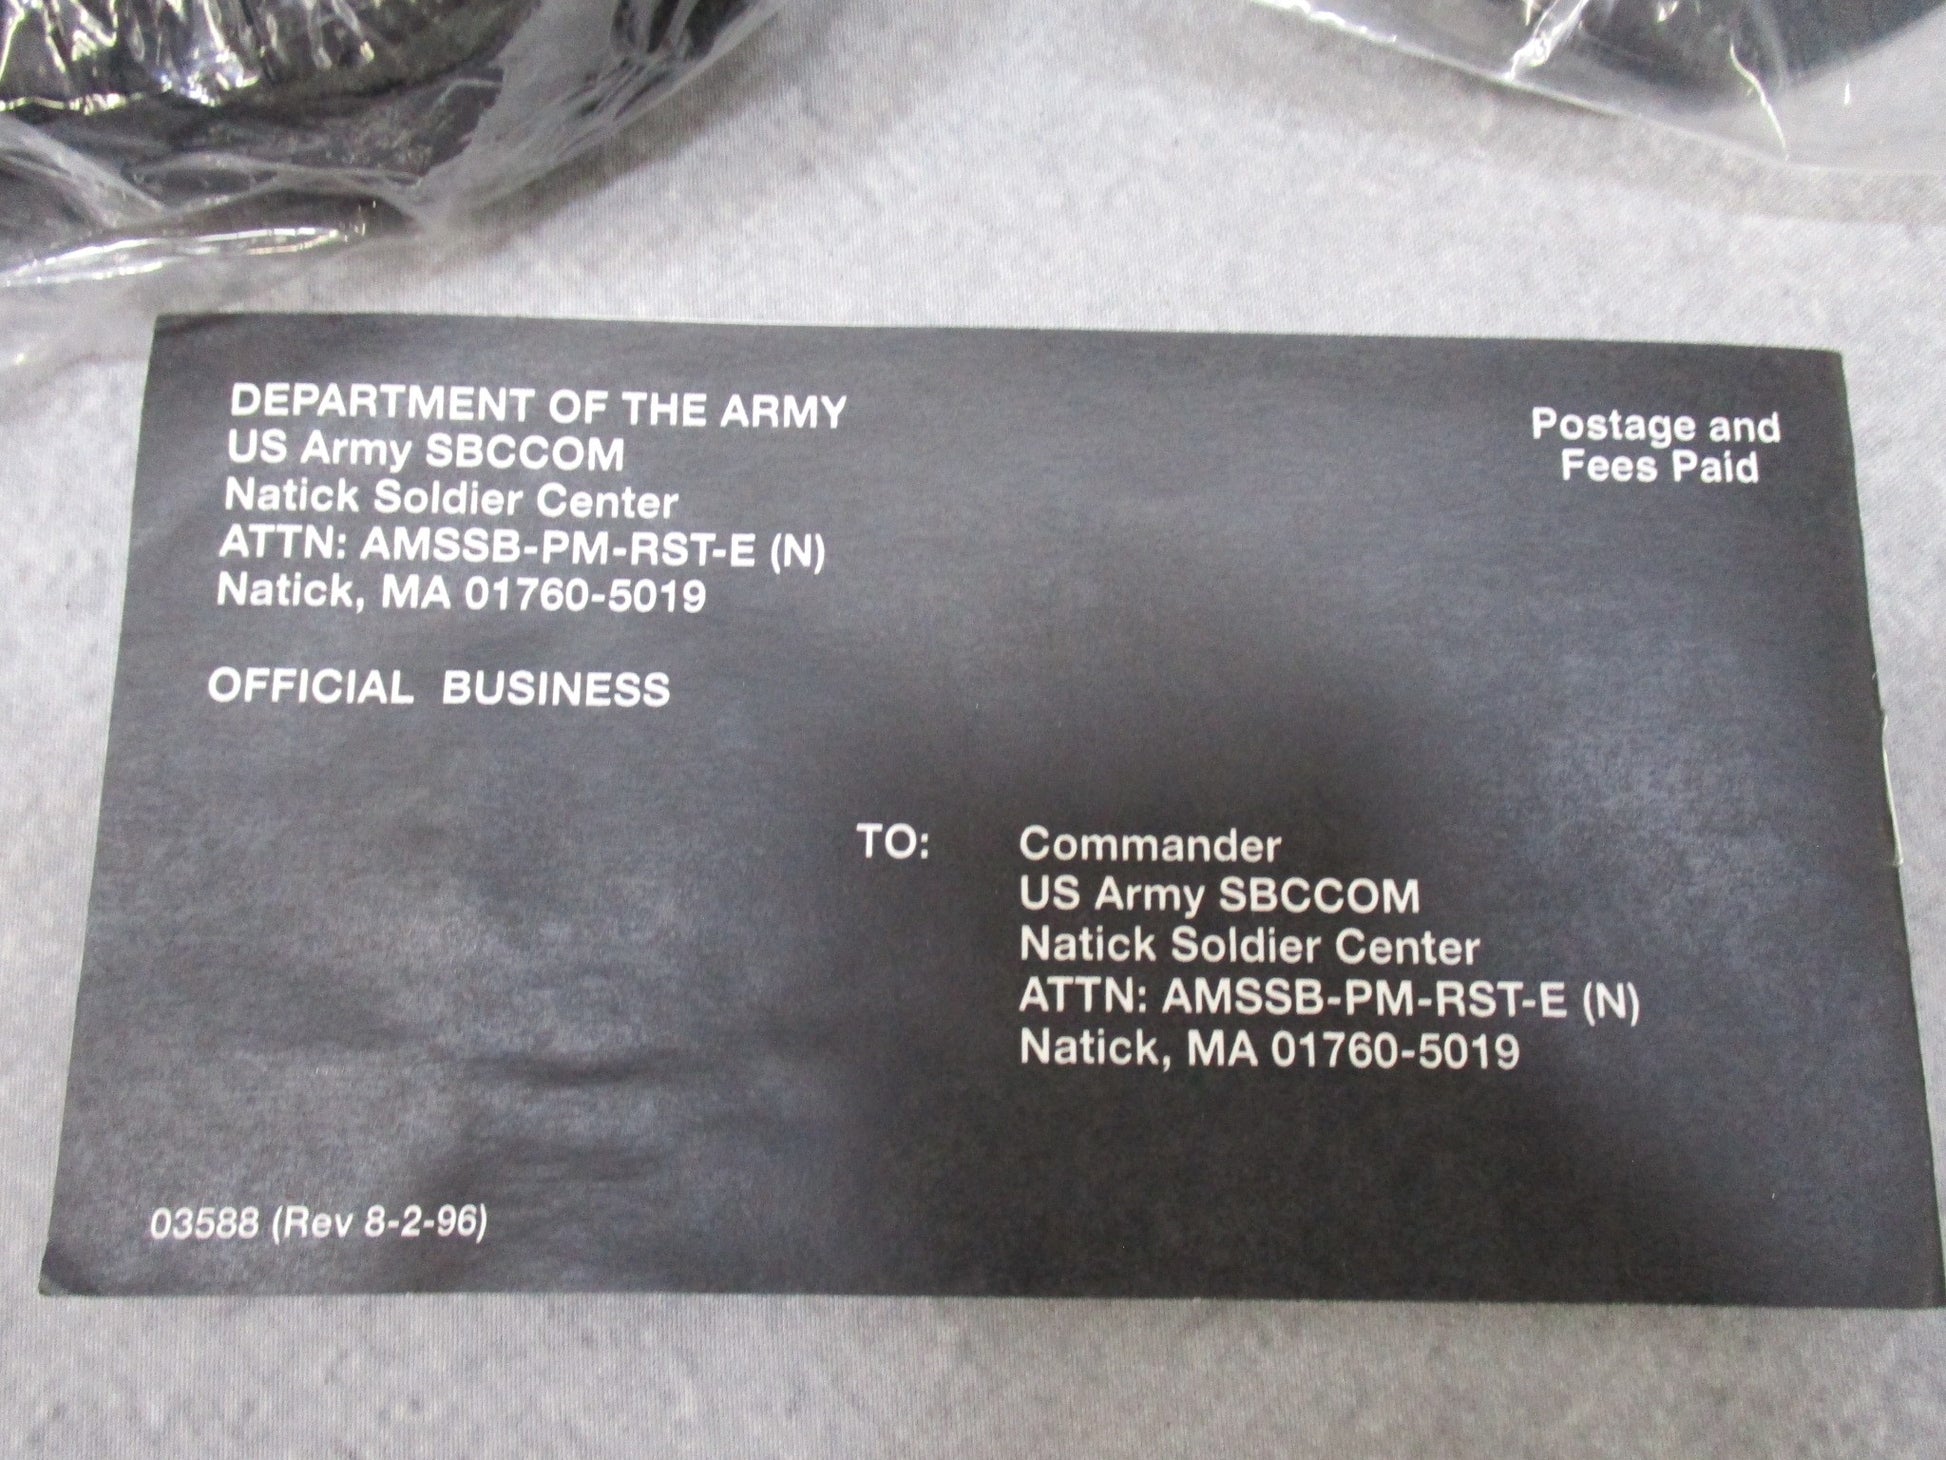 DEPARTMENT OF THE ARMY
US Army SBCCOM
Natick Soldier Center
ATTN: AMSSB-PM-RST-E (N)
Natick, MA 01760-5019
OFFICIAL BUSINESS
Postage and
Fees Paid
TO: Commander
US Army SBCCOM
Natick Soldier Center
ATTN: AMSSB-PM-RST-E (N)
Natick, MA 01760-5019
03588 (Rev 8-2-96)